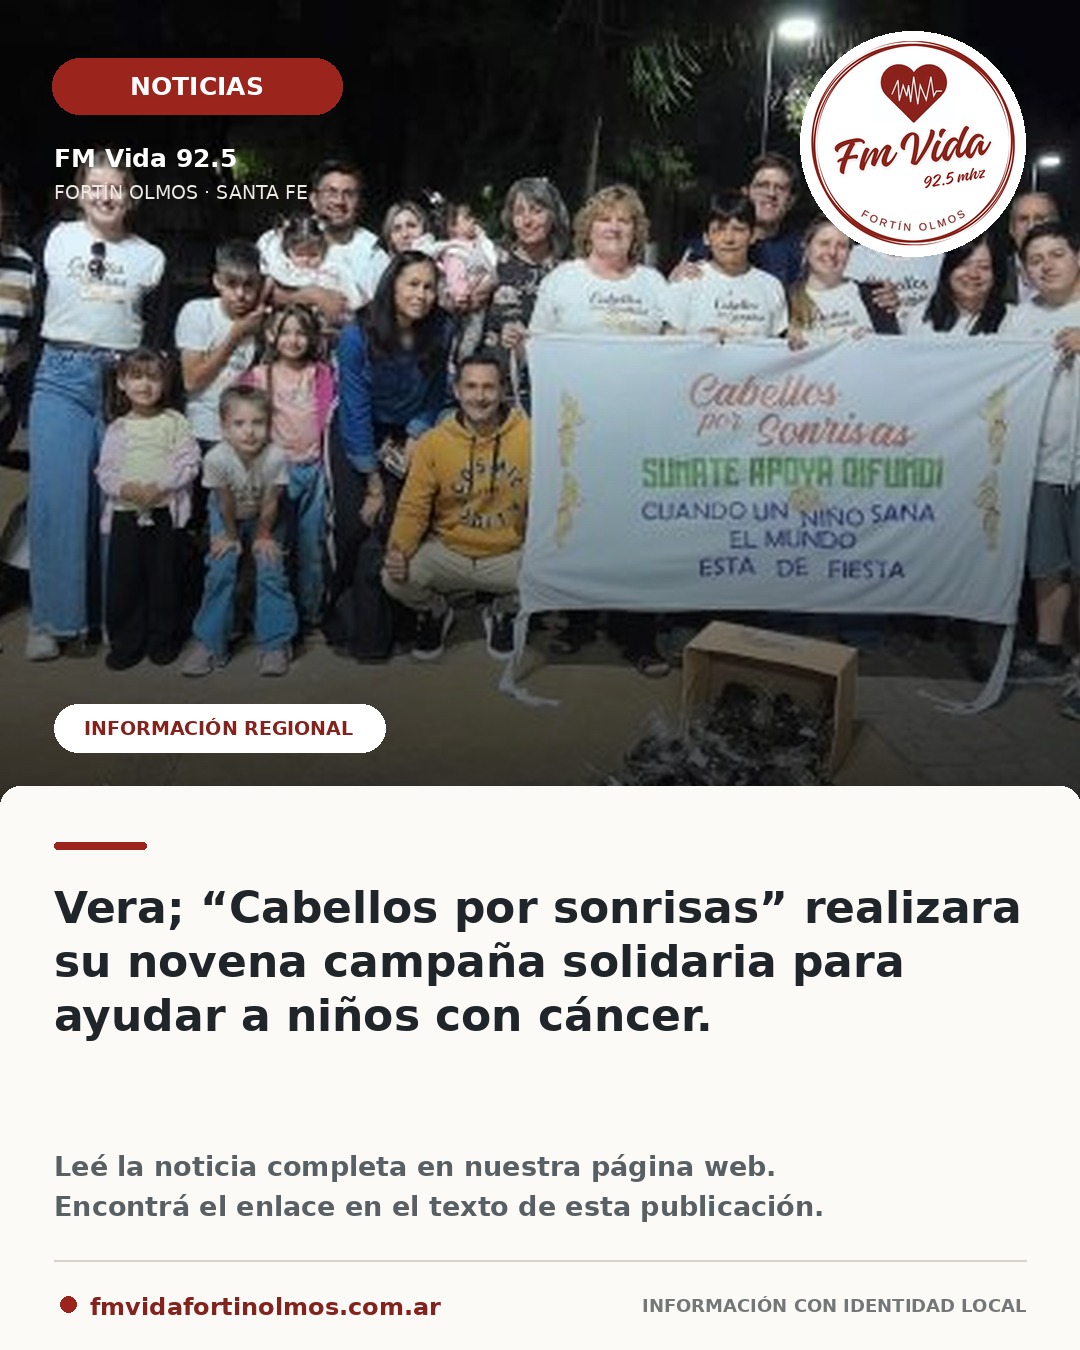 NOTICIAS
FM Vida 92.5
FORTÍN OLMOS · SANTA FE
Fm Vida
92.5 mhz
FORTÍN OLMOS
Cabellos
por Sonrisas
SUMATE APOYA DIFUNDI
CUANDO UN NIÑO SANA
EL MUNDO
ESTA DE FIESTA
INFORMACIÓN REGIONAL
Vera; “Cabellos por sonrisas” realizara
su novena campaña solidaria para
ayudar a niños con cáncer.
Leé la noticia completa en nuestra página web.
Encontrá el enlace en el texto de esta publicación.
fmvidafortinolmos.com.ar
INFORMACIÓN CON IDENTIDAD LOCAL